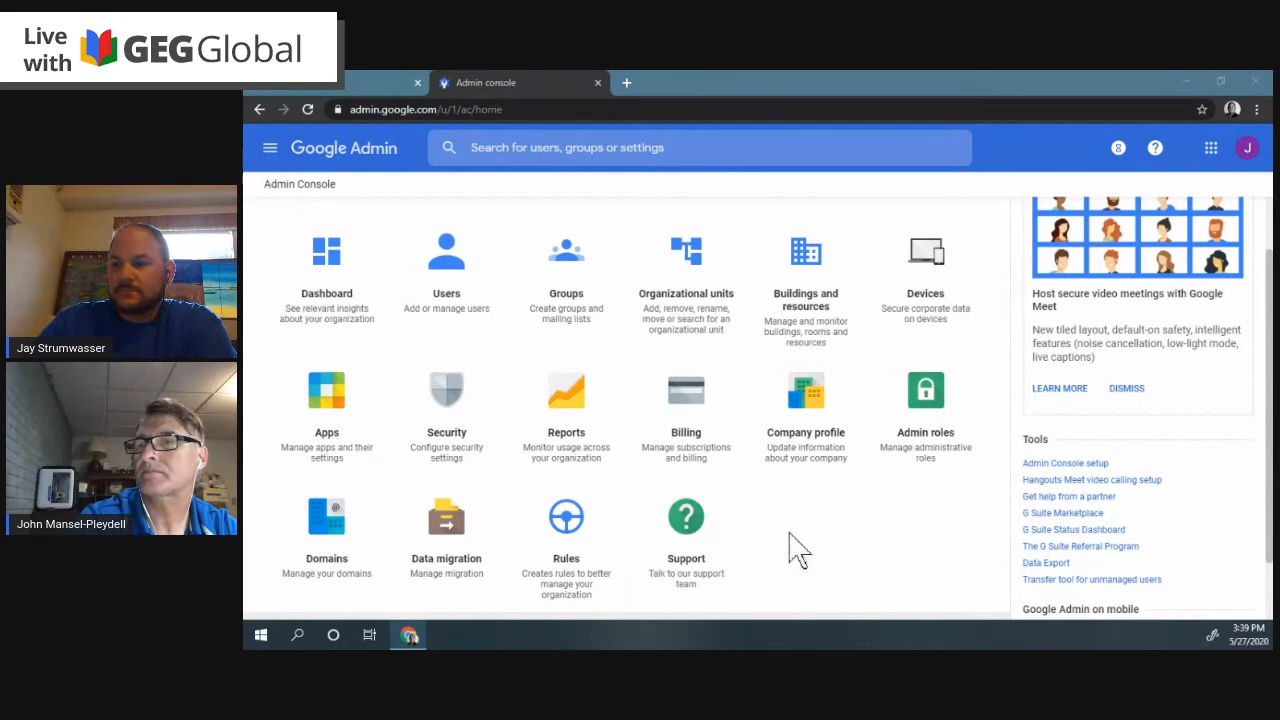 Live
with
GEG Global
Admin console
admin.google.com/u/1/ac/home
Google Admin
Search for users, groups or settings
J
Admin Console
Dashboard
See relevant insights
about your organization
Users
Add or manage users
Groups
Create groups and
mailing lists
Organizational units
Add, remove, rename,
move or search for an
organizational unit
Buildings and
resources
Manage and monitor
buildings, rooms and
resources
Devices
Secure corporate data
on devices
Apps
Manage apps and their
settings
Security
Configure security
settings
Reports
Monitor usage across
your organization
Billing
Manage subscriptions
and billing
Company profile
Update information
about your company
Admin roles
Manage administrative
roles
Domains
Manage your domains
Data migration
Manage migration
Rules
Creates rules to better
manage your
organization
Support
Talk to our support
team
Host secure video meetings with Google
Meet
New tiled layout, default-on safety, intelligent
features (noise cancellation, low-light mode,
live captions)
LEARN MORE DISMISS
Tools
Admin Console setup
Hangouts Meet video calling setup
Get help from a partner
G Suite Marketplace
G Suite Status Dashboard
The G Suite Referral Program
Data Export
Transfer tool for unmanaged users
Google Admin on mobile
Jay Strumwasser
John Mansel-Pleydell
3:39 PM
5/27/2020